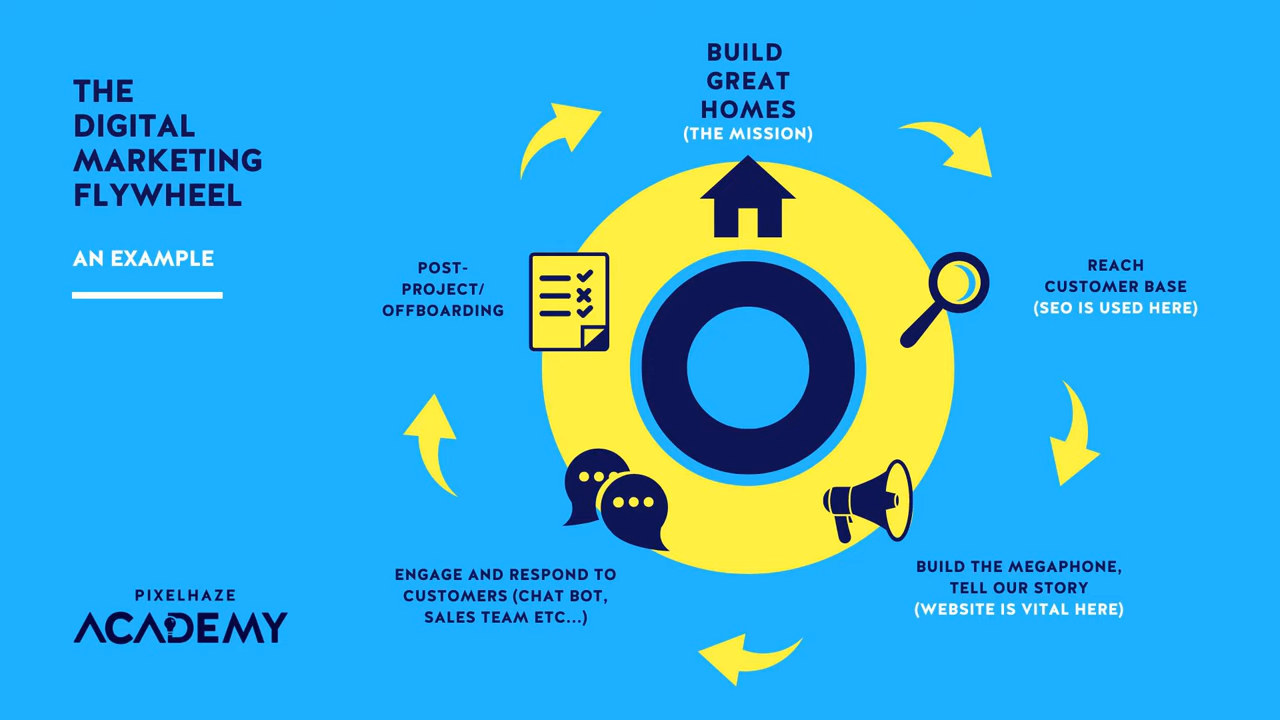 THE
DIGITAL
MARKETING
FLYWHEEL
AN EXAMPLE
BUILD
GREAT
HOMES
(THE MISSION)
REACH
CUSTOMER BASE
(SEO IS USED HERE)
BUILD THE MEGAPHONE,
TELL OUR STORY
(WEBSITE IS VITAL HERE)
ENGAGE AND RESPOND TO
CUSTOMERS (CHAT BOT,
SALES TEAM ETC...)
POST-
PROJECT/
OFFBOARDING
PIXELHAZE
ACADEMY